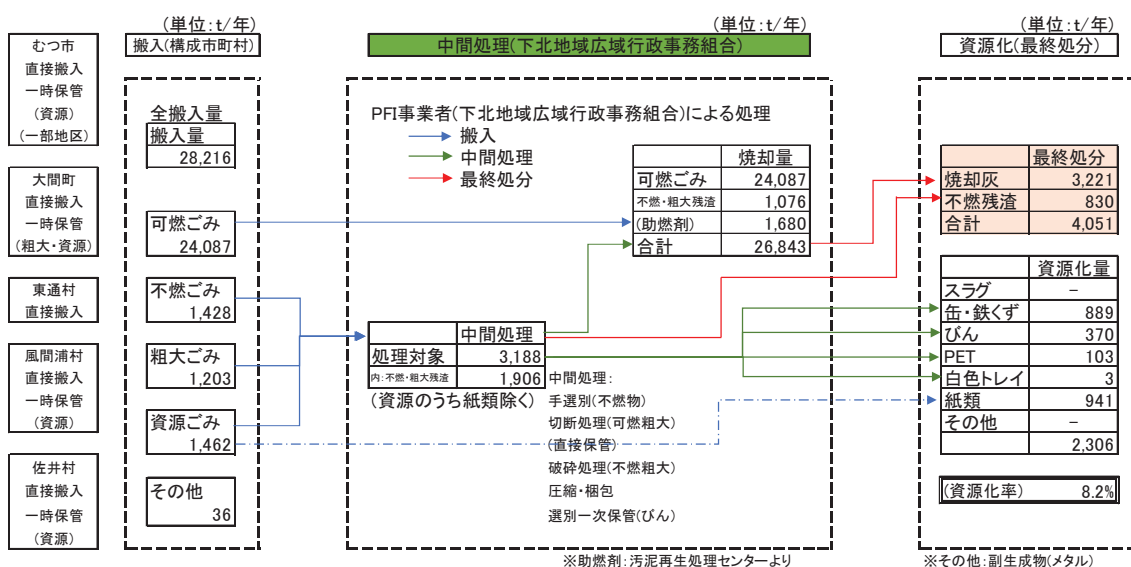 (単位:t/年)
(単位:t/年)
(単位:t/年)
むつ市
直接搬入
一時保管
(資源)
(一部地区)
大間町
直接搬入
一時保管
(粗大・資源)
東通村
直接搬入
風間浦村
直接搬入
一時保管
(資源)
佐井村
直接搬入
一時保管
(資源)
搬入(構成市町村)
全搬入量
搬入量
28,216
可燃ごみ
24,087
不燃ごみ
1,428
粗大ごみ
1,203
資源ごみ
1,462
その他
36
中間処理(下北地域広域行政事務組合)
PFI事業者(下北地域広域行政事務組合)による処理
搬入
中間処理
最終処分
焼却量
可燃ごみ 24,087
不燃・粗大残渣 1,076
(助燃剤) 1,680
合計 26,843
中間処理
処理対象 3,188
内:不燃・粗大残渣 1,906
(資源のうち紙類除く)
中間処理:
手選別(不燃物)
切断処理(可燃粗大)
(直接保管)
破砕処理(不燃粗大)
圧縮・梱包
選別一次保管(びん)
※助燃剤:汚泥再生処理センターより
資源化(最終処分)
最終処分
焼却灰 3,221
不燃残渣 830
合計 4,051
資源化量
スラグ －
缶・鉄くず 889
びん 370
PET 103
白色トレイ 3
紙類 941
その他 －
2,306
(資源化率) 8.2%
※その他:副生成物(メタル)